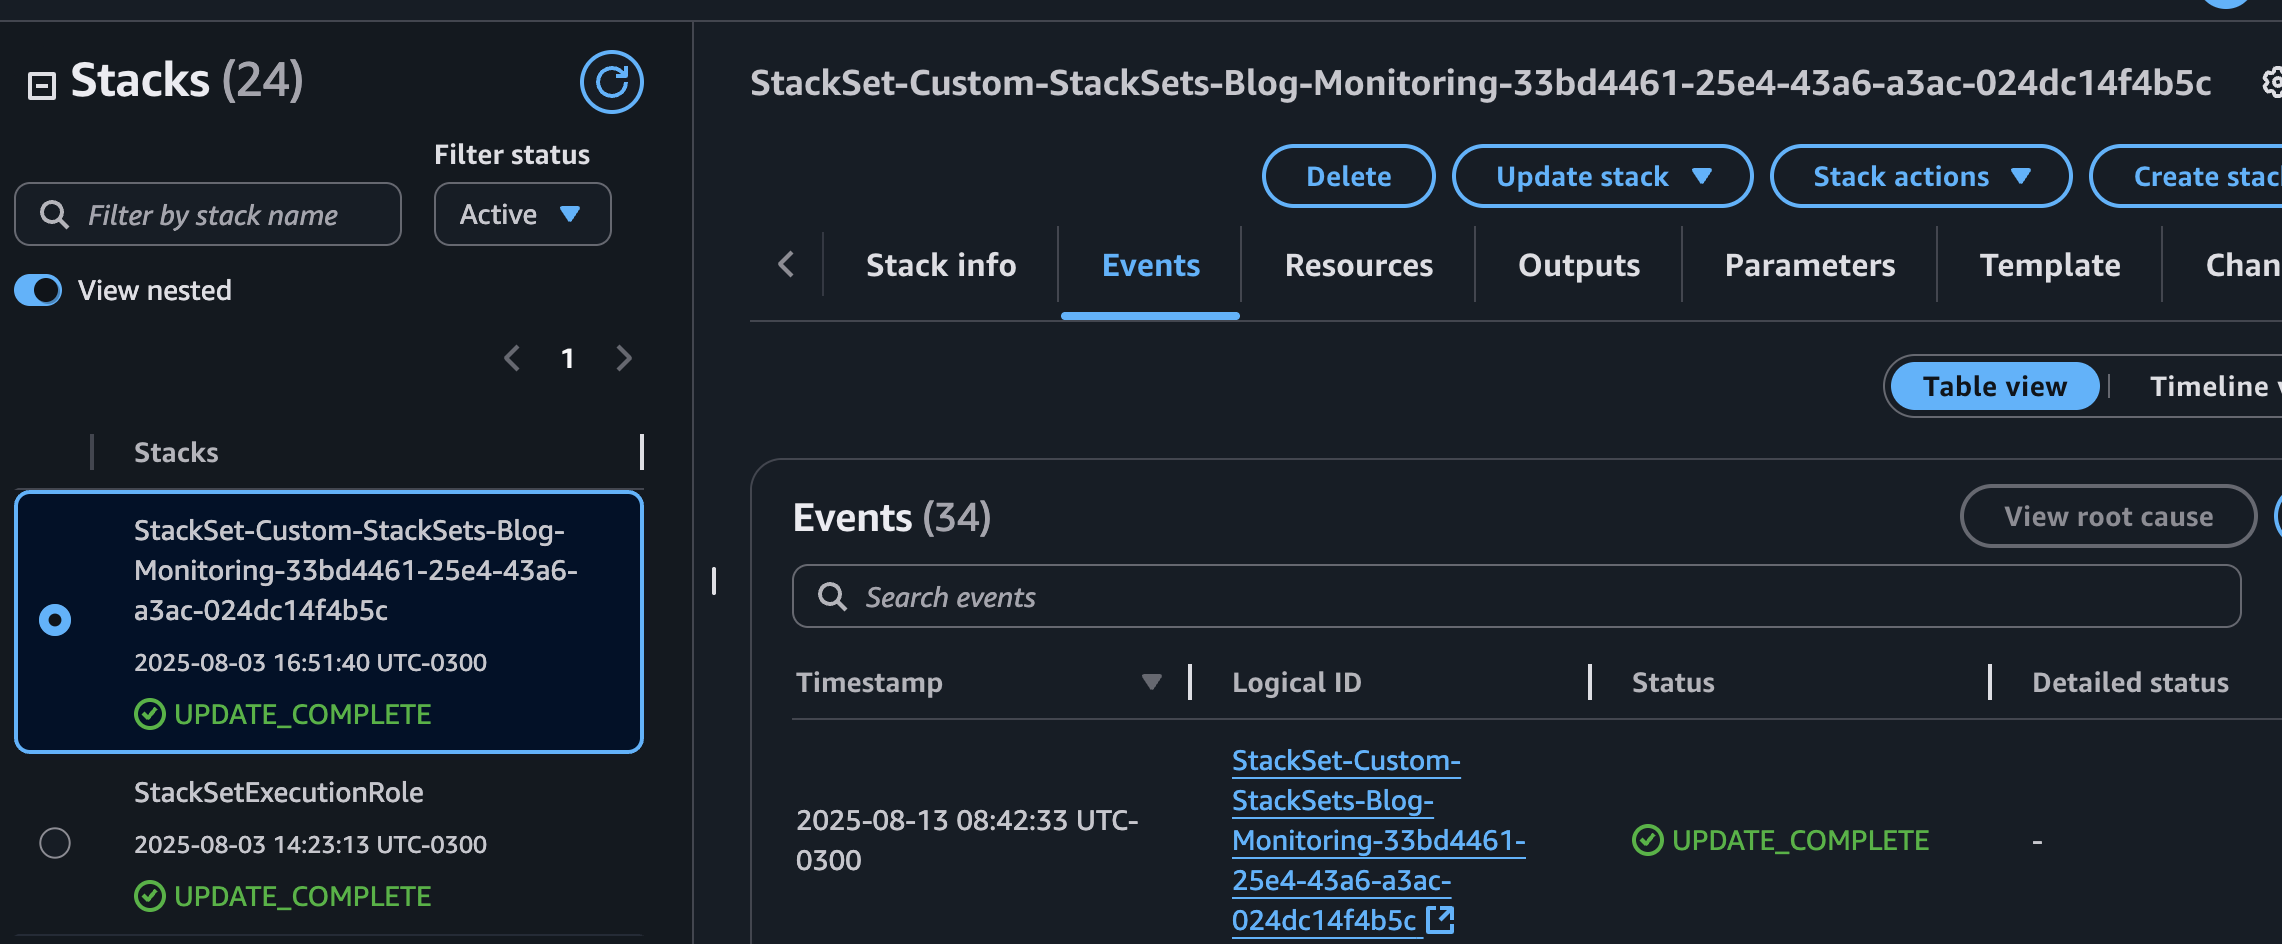 Stacks (24)
Filter status
Filter by stack name
Active
View nested
1
Stacks
StackSet-Custom-StackSets-Blog-
Monitoring-33bd4461-25e4-43a6-
a3ac-024dc14f4b5c
2025-08-03 16:51:40 UTC-0300
UPDATE_COMPLETE
StackSetExecutionRole
2025-08-03 14:23:13 UTC-0300
UPDATE_COMPLETE
StackSet-Custom-StackSets-Blog-Monitoring-33bd4461-25e4-43a6-a3ac-024dc14f4b5c
Delete
Update stack
Stack actions
Create stac
Stack info
Events
Resources
Outputs
Parameters
Template
Chan
Table view
Timeline
Events (34)
View root cause
Search events
Timestamp
Logical ID
Status
Detailed status
2025-08-13 08:42:33 UTC-
0300
StackSet-Custom-
StackSets-Blog-
Monitoring-33bd4461-
25e4-43a6-a3ac-
024dc14f4b5c
UPDATE_COMPLETE
-